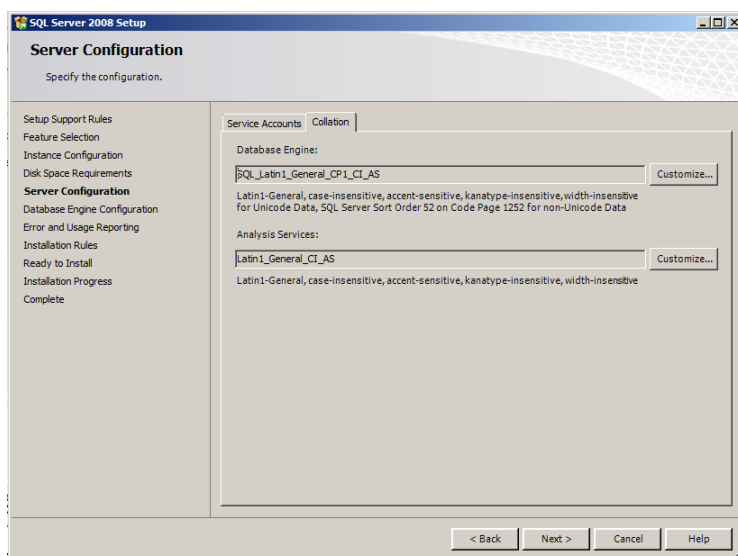 SQL Server 2008 Setup
Server Configuration
Specify the configuration.
Setup Support Rules
Feature Selection
Instance Configuration
Disk Space Requirements
Server Configuration
Database Engine Configuration
Error and Usage Reporting
Installation Rules
Ready to Install
Installation Progress
Complete
Service Accounts Collation
Database Engine:
SQL_Latin1_General_CP1_CI_AS Customize...
Latin1-General, case-insensitive, accent-sensitive, kanatype-insensitive, width-insensitive
for Unicode Data, SQL Server Sort Order 52 on Code Page 1252 for non-Unicode Data
Analysis Services:
Latin1_General_CI_AS Customize...
Latin1-General, case-insensitive, accent-sensitive, kanatype-insensitive, width-insensitive
< Back Next > Cancel Help